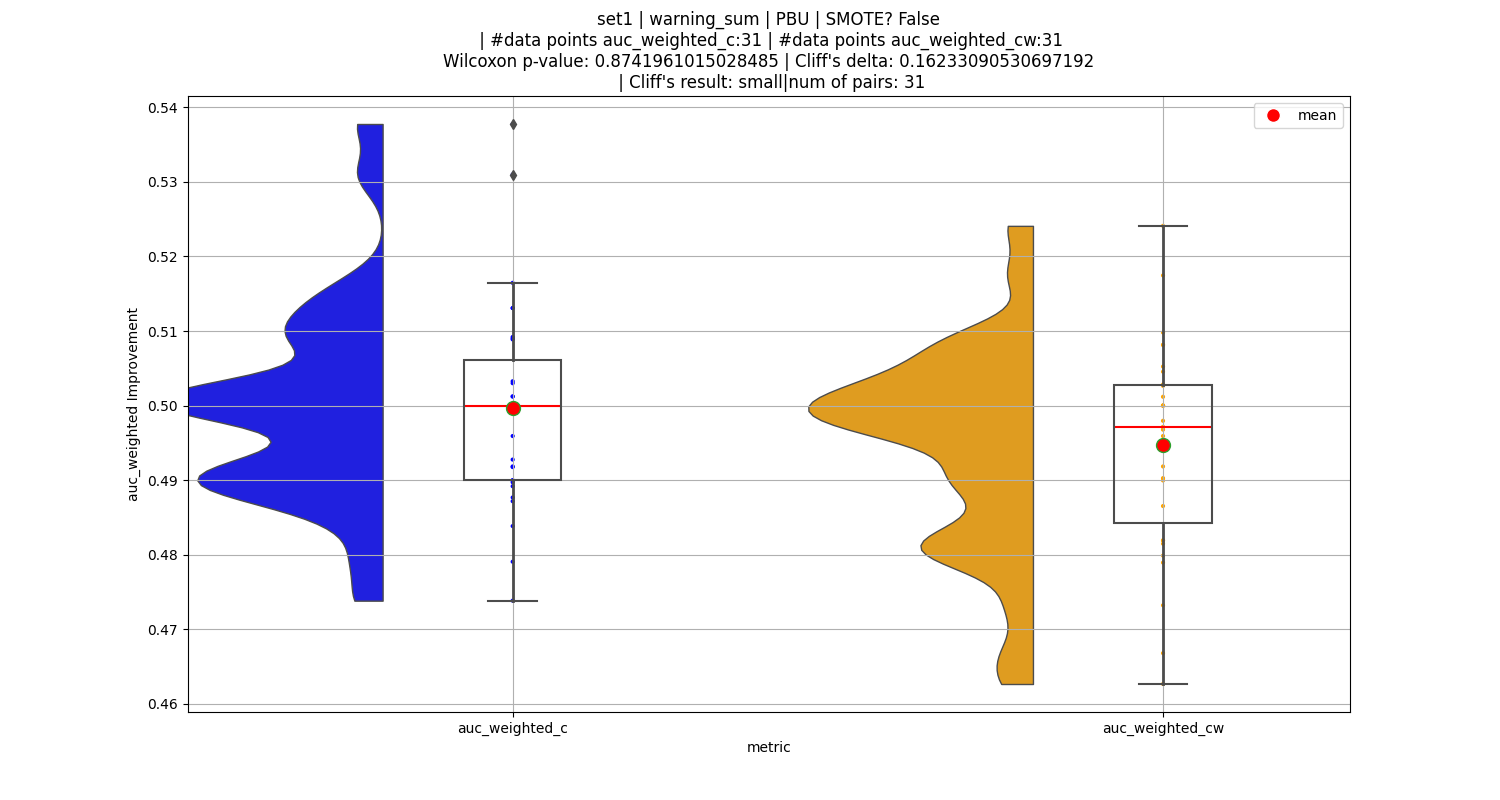 set1 | warning_sum | PBU | SMOTE? False
| #data points auc_weighted_c:31 | #data points auc_weighted_cw:31
Wilcoxon p-value: 0.8741961015028485 | Cliff's delta: 0.16233090530697192
| Cliff's result: small|num of pairs: 31
mean
auc_weighted Improvement
0.54
0.53
0.52
0.51
0.50
0.49
0.48
0.47
0.46
auc_weighted_c
auc_weighted_cw
metric